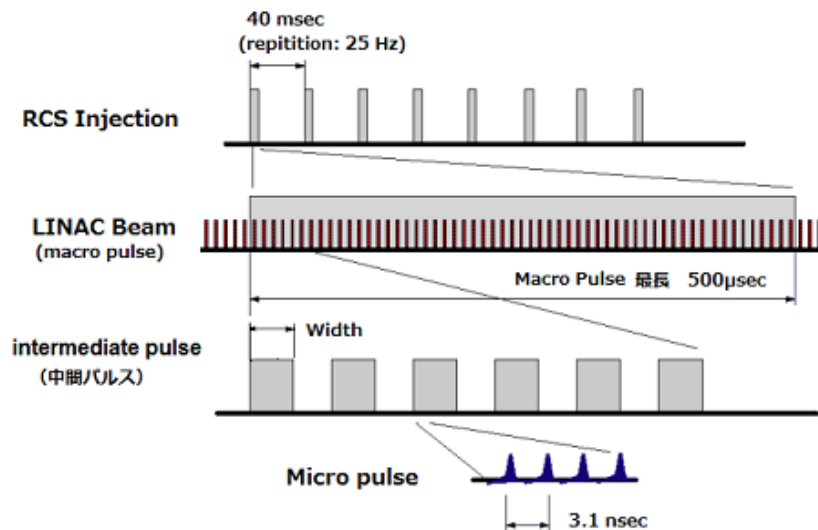 40 msec
(repitition: 25 Hz)
RCS Injection
LINAC Beam
(macro pulse)
Macro Pulse 最長 500μsec
Width
intermediate pulse
（中間パルス）
Micro pulse
3.1 nsec